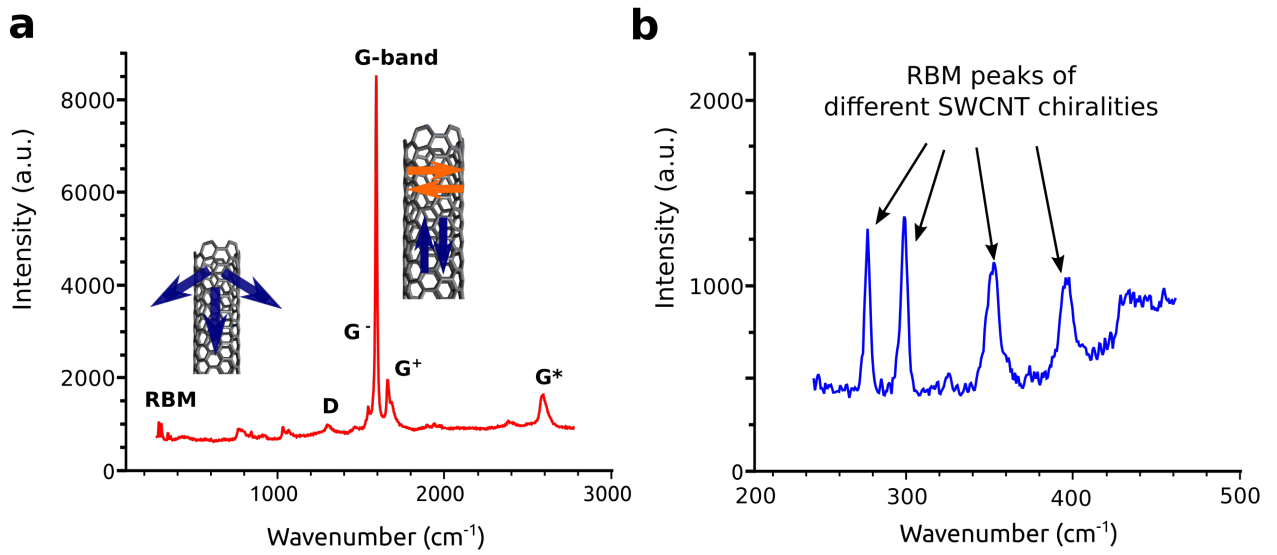 a
G-band
Intensity (a.u.)
8000
6000
4000
2000
0
G -
G+
RBM
D
G*
1000
2000
3000
Wavenumber (cm-1)
b
RBM peaks of
different SWCNT chiralities
Intensity (a.u.)
2000
1000
0
200
300
400
500
Wavenumber (cm-1)